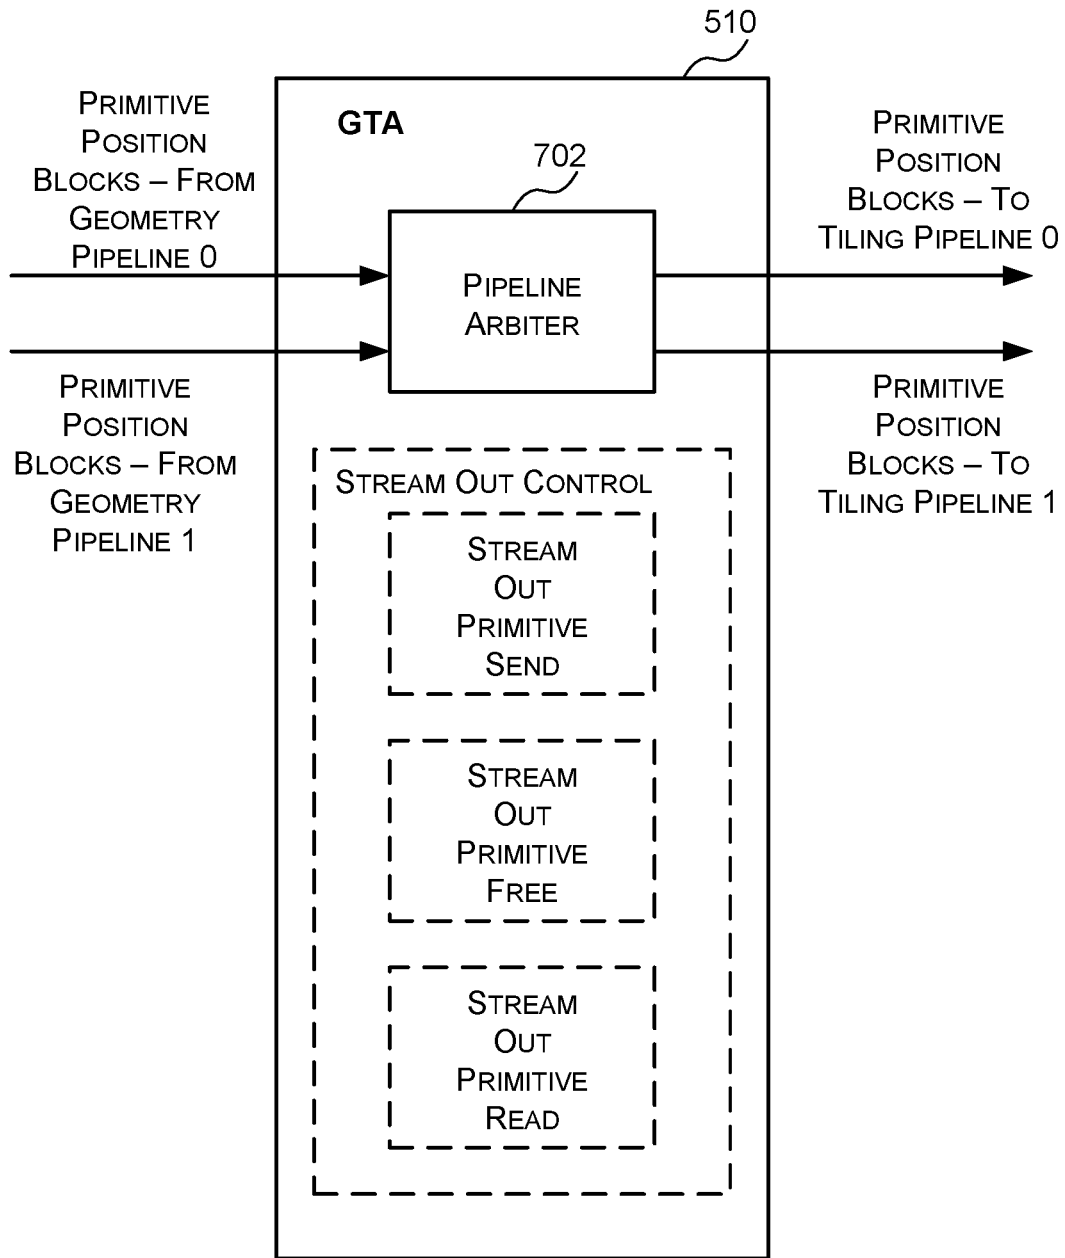 510
PRIMITIVE
POSITION
BLOCKS – FROM
GEOMETRY
PIPELINE 0
GTA
702
PRIMITIVE
POSITION
BLOCKS – TO
TILING PIPELINE 0
PIPELINE
ARBITER
PRIMITIVE
POSITION
BLOCKS – FROM
GEOMETRY
PIPELINE 1
PRIMITIVE
POSITION
BLOCKS – TO
TILING PIPELINE 1
STREAM OUT CONTROL
STREAM
OUT
PRIMITIVE
SEND
STREAM
OUT
PRIMITIVE
FREE
STREAM
OUT
PRIMITIVE
READ